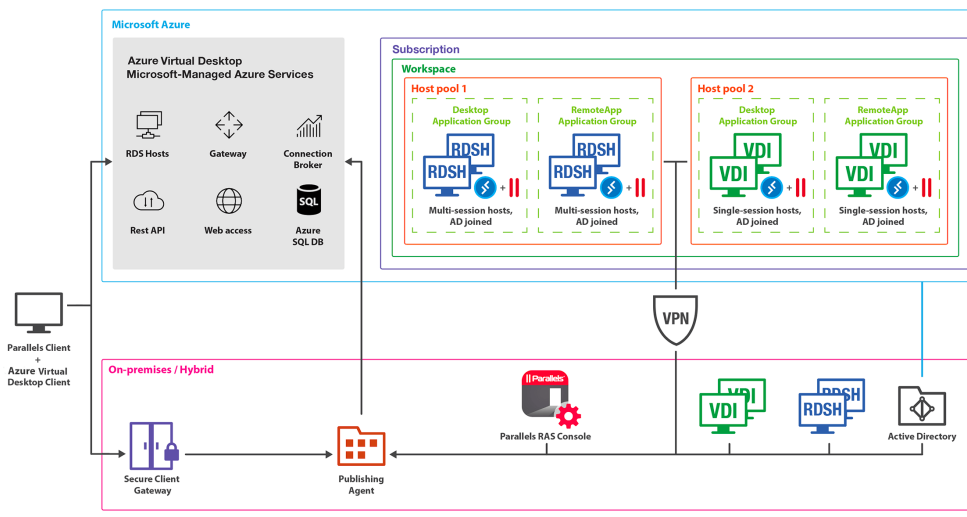 Microsoft Azure
Azure Virtual Desktop
Microsoft-Managed Azure Services
RDS Hosts
Gateway
Connection
Broker
SQL
Rest API
Web access
Azure
SQL DB
Subscription
Workspace
Host pool 1
Desktop
Application Group
RDSH
RDSH
+
Multi-session hosts,
AD joined
RemoteApp
Application Group
RDSH
RDSH
+
Multi-session hosts,
AD joined
Host pool 2
Desktop
Application Group
VDI
VDI
+
Single-session hosts,
AD joined
RemoteApp
Application Group
VDI
VDI
+
Single-session hosts,
AD joined
VPN
Parallels Client
+
Azure Virtual
Desktop Client
On-premises / Hybrid
Secure Client
Gateway
Publishing
Agent
Parallels
Parallels RAS Console
VDI
VDI
RDSH
RDSH
Active Directory